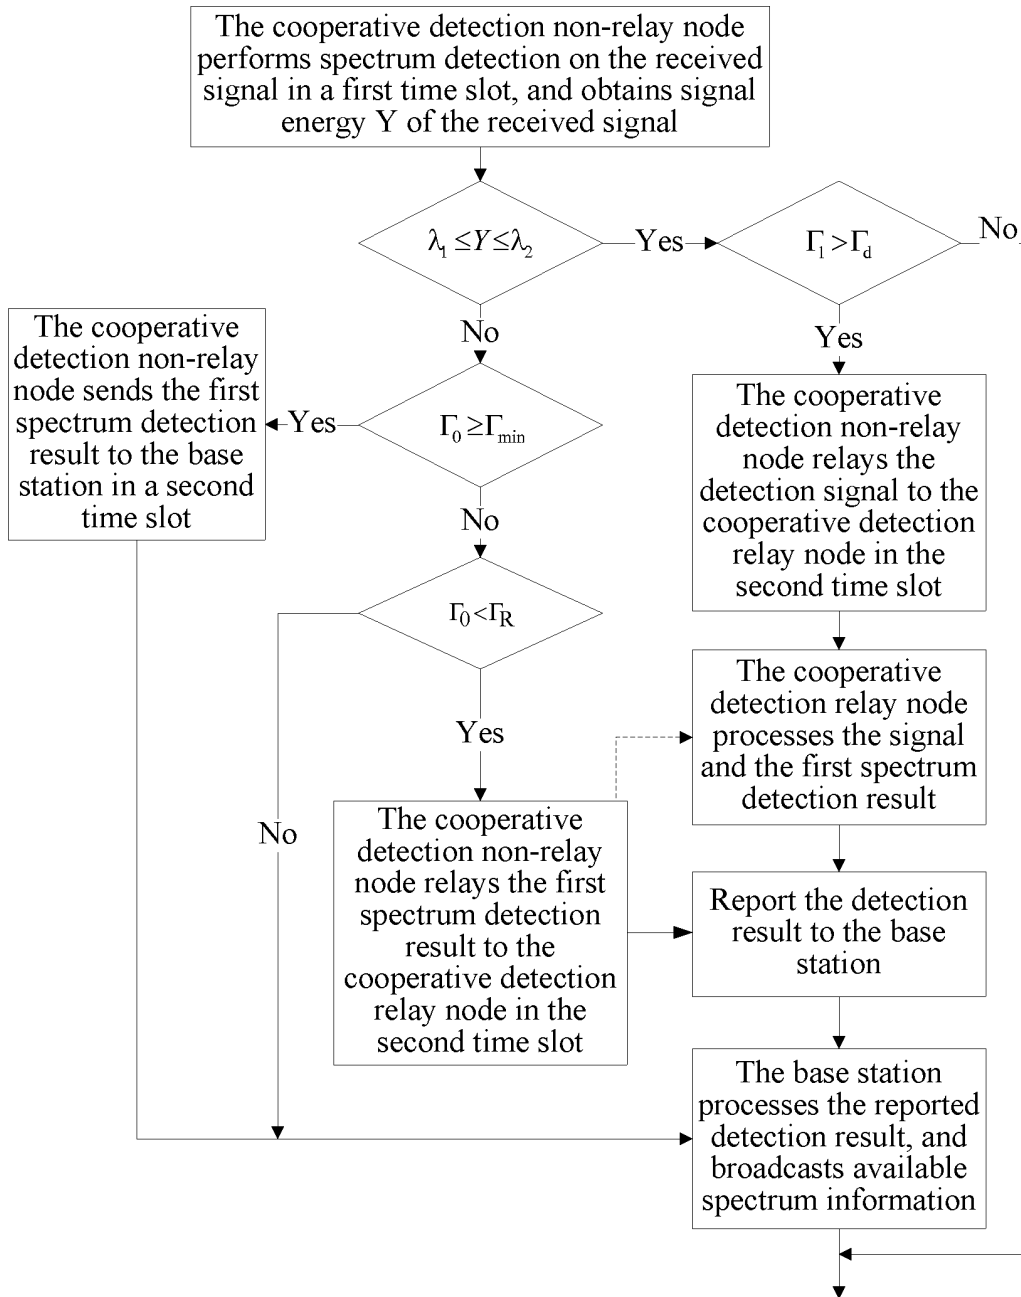 The cooperative detection non-relay node
performs spectrum detection on the received
signal in a first time slot, and obtains signal
energy Y of the received signal
λ₁ ≤Y≤λ₂
Yes
Γ₁ >Γd
No
No
Yes
The cooperative
detection non-relay
node sends the first
spectrum detection
result to the base
station in a second
time slot
Yes
Γ₀ ≥Γmin
No
The cooperative
detection non-relay
node relays the
detection signal to the
cooperative detection
relay node in the
second time slot
Γ0<ΓR
Yes
No
The cooperative
detection relay node
processes the signal
and the first spectrum
detection result
The cooperative
detection non-relay
node relays the first
spectrum detection
result to the
cooperative detection
relay node in the
second time slot
Report the detection
result to the base
station
The base station
processes the reported
detection result, and
broadcasts available
spectrum information